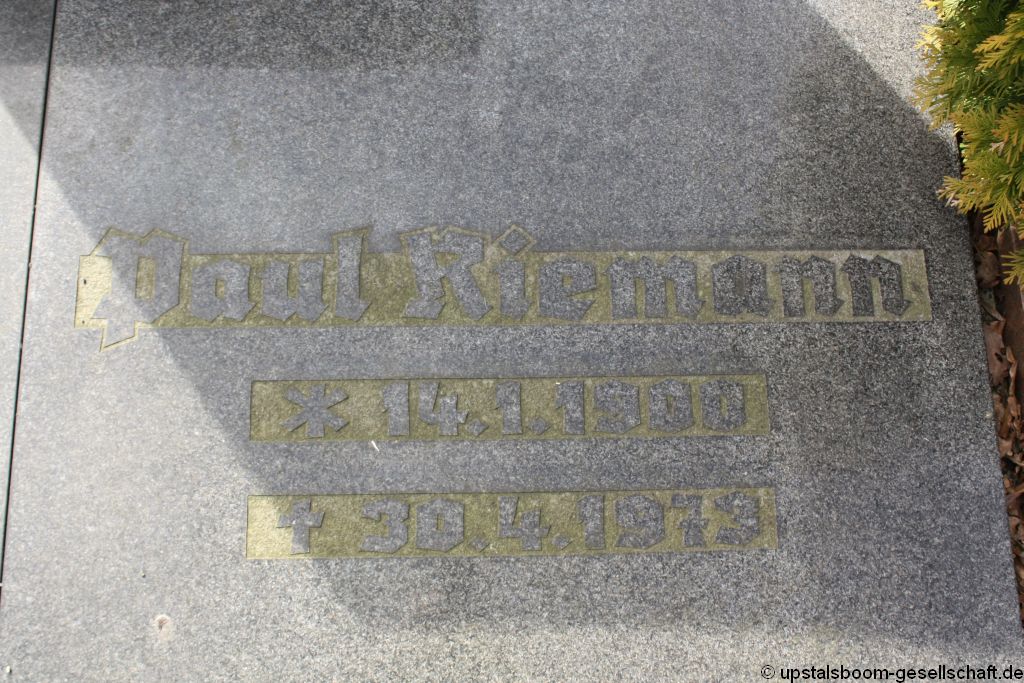 Paul Riemann
* 14.1.1900
† 30.4.1973
© upstalsboom-gesellschaft.de